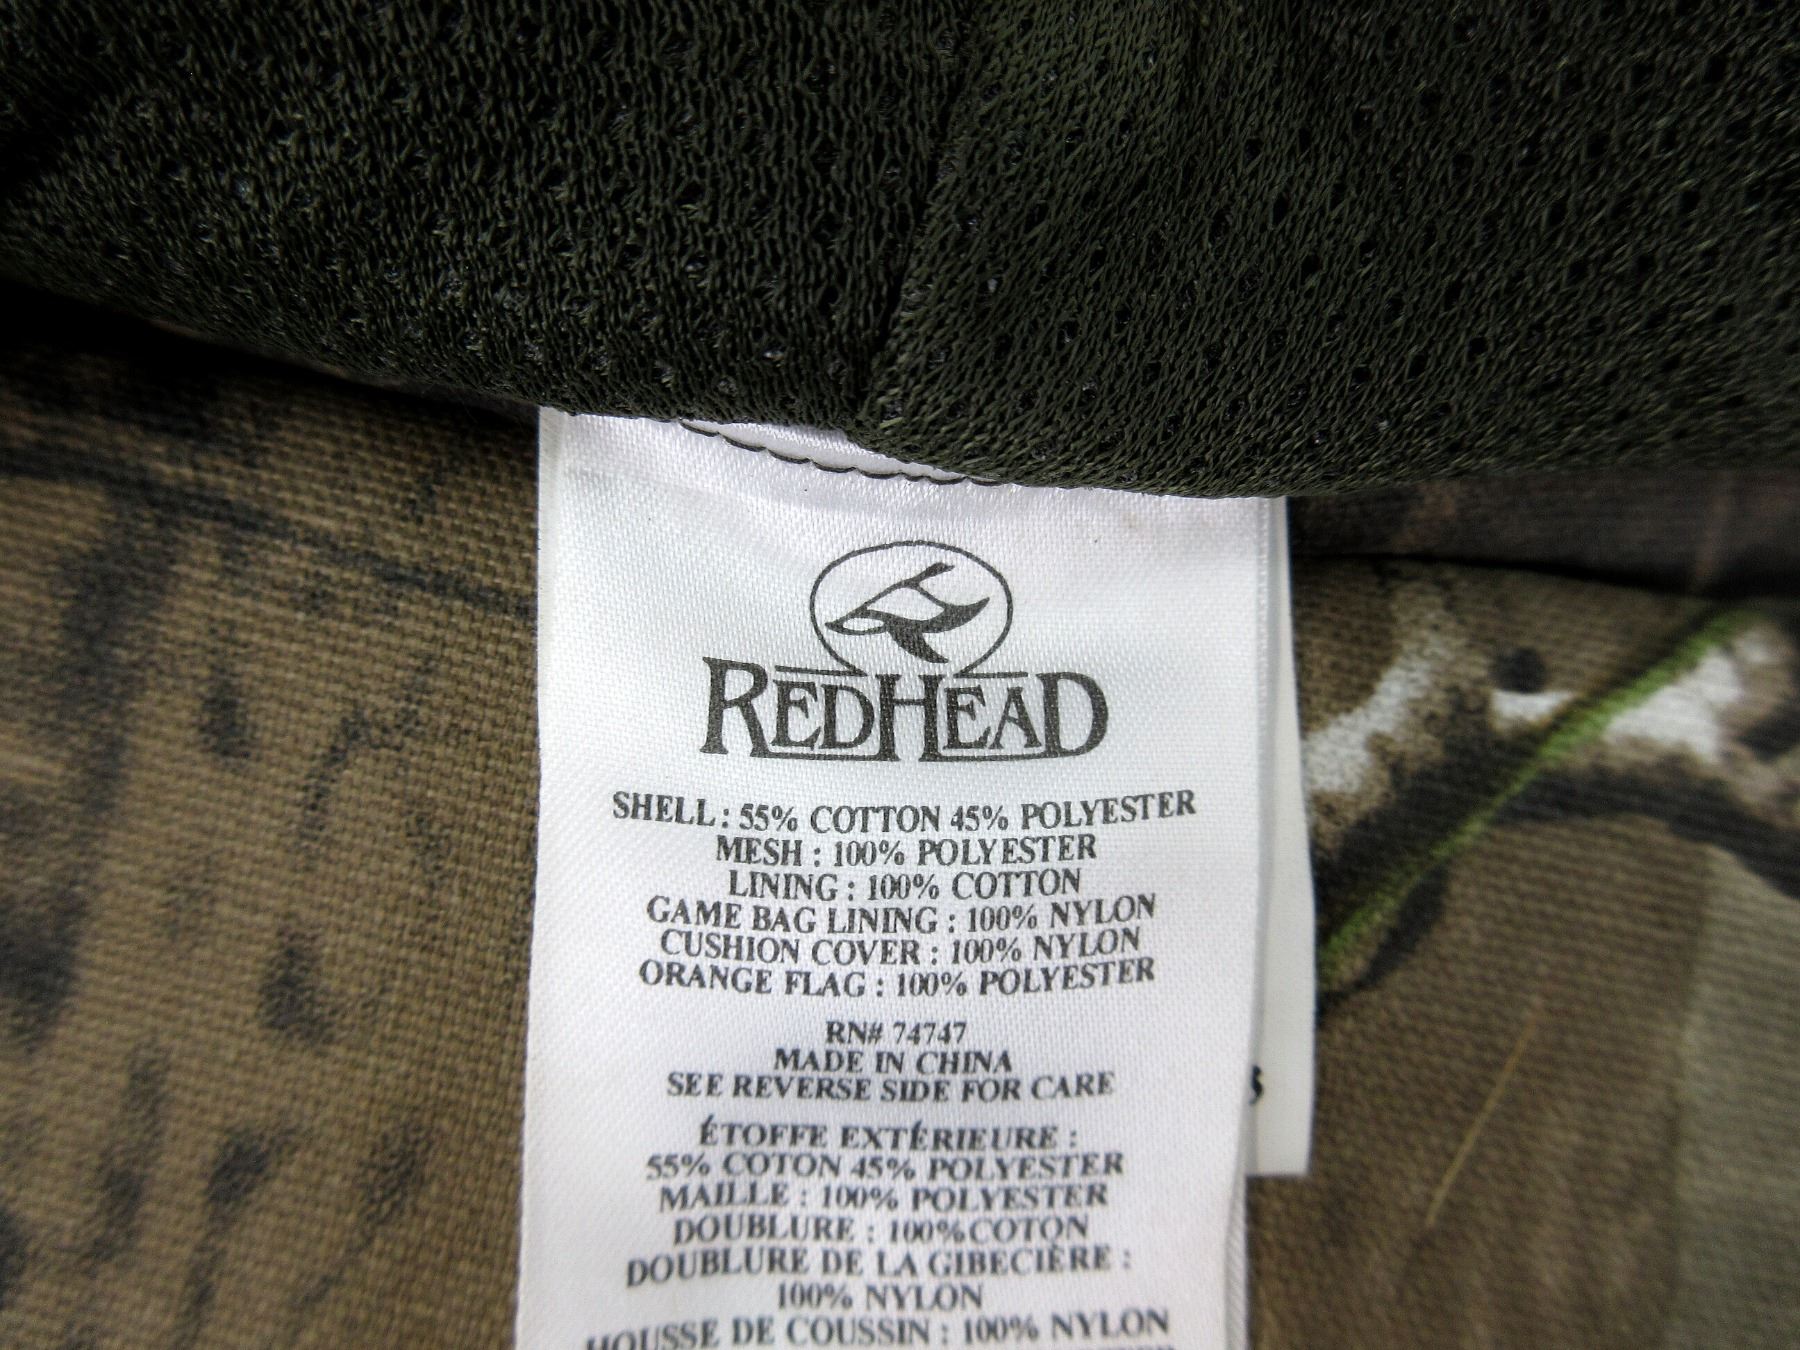 REDHEAD
SHELL : 55% COTTON 45% POLYESTER
MESH : 100% POLYESTER
LINING : 100% COTTON
GAME BAG LINING : 100% NYLON
CUSHION COVER : 100% NYLON
ORANGE FLAG : 100% POLYESTER
RN# 74747
MADE IN CHINA
SEE REVERSE SIDE FOR CARE
ÉTOFFE EXTÉRIEURE :
55% COTON 45% POLYESTER
MAILLE : 100% POLYESTER
DOUBLURE : 100%COTON
DOUBLURE DE LA GIBECIÈRE :
100% NYLON
HOUSSE DE COUSSIN : 100% NYLON